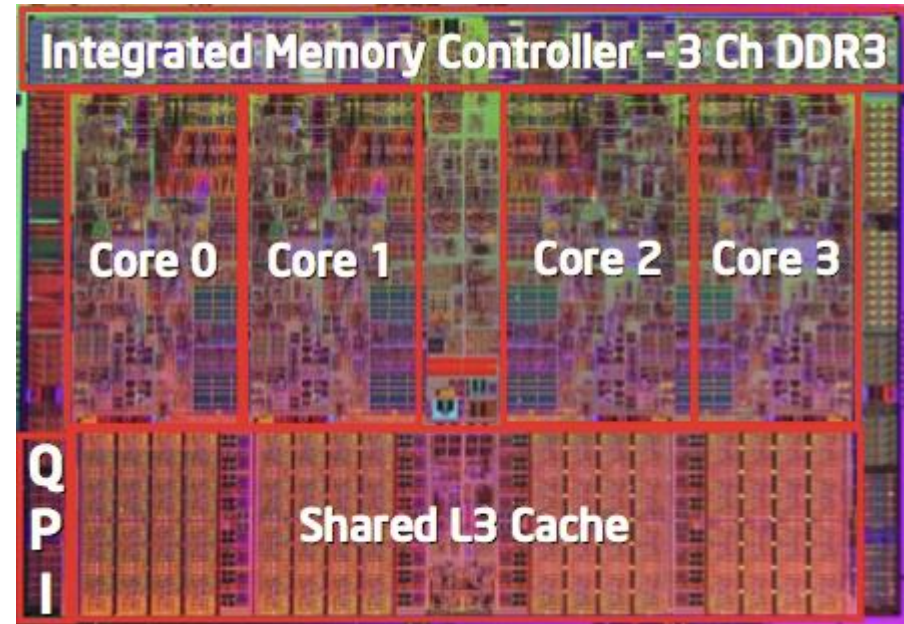 Integrated Memory Controller - 3 Ch DDR3
Core 0
Core 1
Core 2
Core 3
Q
P
I
Shared L3 Cache